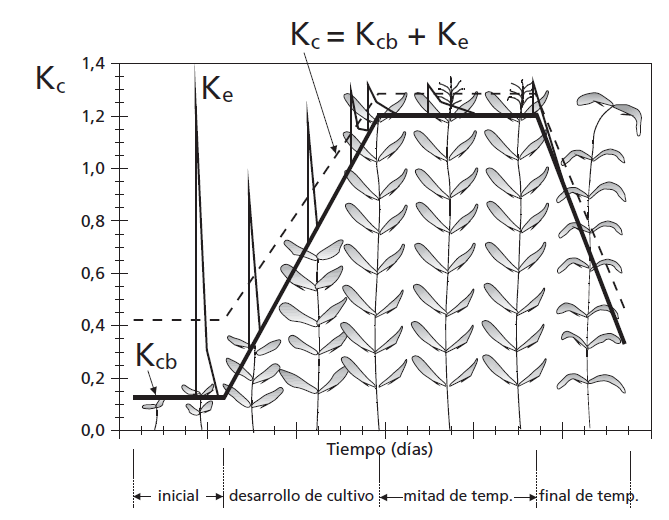 Kc = Kcb + Ke
Kc
1,4
Ke
1,2
1,0
0,8
0,6
0,4
Kcb
0,2
0,0
Tiempo (días)
inicial desarrollo de cultivo mitad de temp. final de temp.